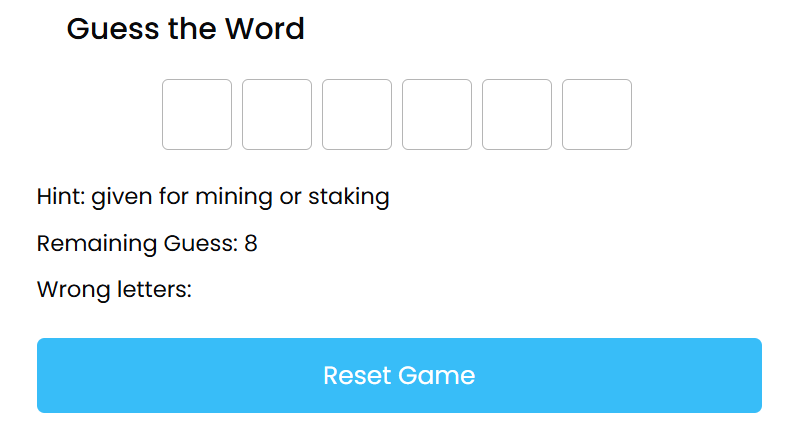 Guess the Word
Hint: given for mining or staking
Remaining Guess: 8
Wrong letters:
Reset Game